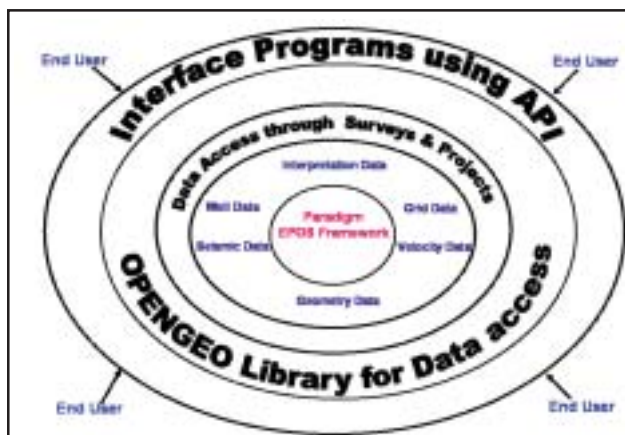 End User
End User
Interface Programs using API
Data Access through Surveys & Projects
Interpretation Data
Well Data
Grid Data
Paradigm
EPOS Framework
Seismic Data
Velocity Data
Geometry Data
OPENGEO Library for Data access
End User
End User